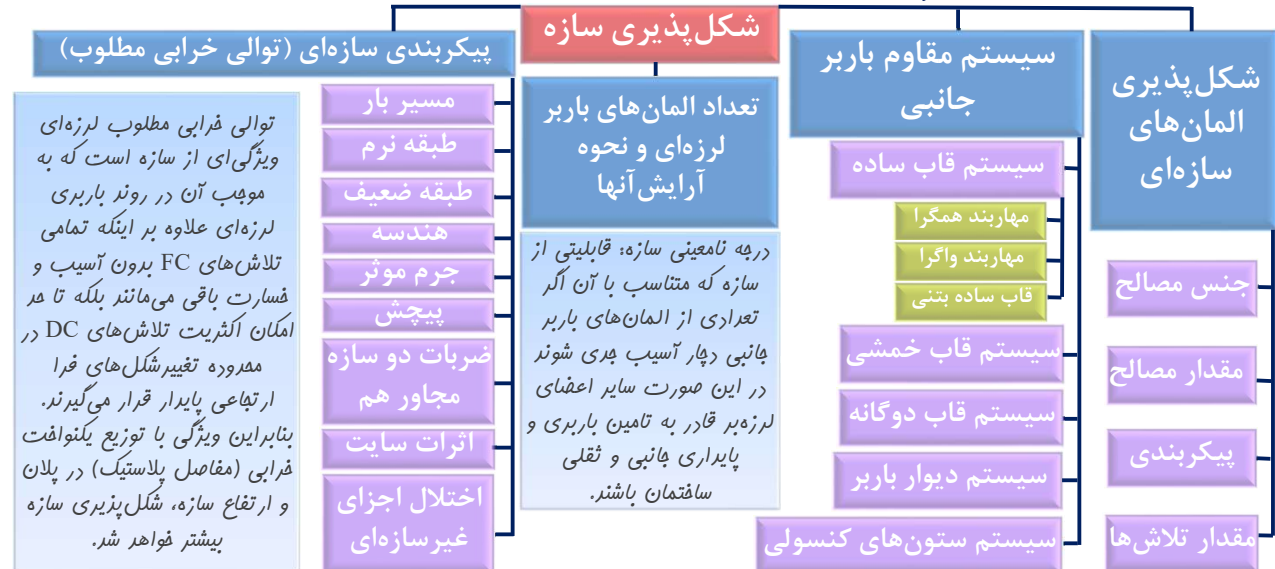 شکل‌پذیری سازه
شکل‌پذیری
المان‌های
سازه‌ای
جنس مصالح
مقدار مصالح
پیکربندی
مقدار تلاش‌ها
سیستم مقاوم باربر
جانبی
سیستم قاب ساده
مهاربند همگرا
مهاربند واگرا
قاب ساده بتنی
سیستم قاب خمشی
سیستم قاب دوگانه
سیستم دیوار باربر
سیستم ستون‌های کنسولی
تعداد المان‌های باربر
لرزه‌ای و نحوه
آرایش‌آنها
درجه نامعینی سازه: قابلیتی از
سازه که متناسب با آن اگر
تعدادی از المان‌های باربر
جانبی دچار آسیب جدی شوند
در این صورت سایر اعضای
لرزه‌بر قادر به تامین باربری و
پایداری جانبی و ثقلی
ساختمان باشند.
پیکربندی سازه‌ای (توالی خرابی مطلوب)
مسیر بار
طبقه نرم
طبقه ضعیف
هندسه
جرم موثر
پیچش
ضربات دو سازه
مجاور هم
اثرات سایت
اختلال اجزای
غیرسازه‌ای
توالی خرابی مطلوب لرزه‌ای
ویژگی‌ای از سازه است که به
موجب آن در روند باربری
لرزه‌ای علاوه بر اینکه تمامی
تلاش‌های FC بدون آسیب و
خسارت باقی می‌مانند بلکه تا حد
امکان اکثریت تلاش‌های DC در
محدوده تغییرشکل‌های فرا
ارتجاعی پایدار قرار می‌گیرند.
بنابراین ویژگی با توزیع یکنواخت
خرابی (مفاصل پلاستیک) در پلان
و ارتفاع سازه، شکل‌پذیری سازه
بیشتر خواهد شد.